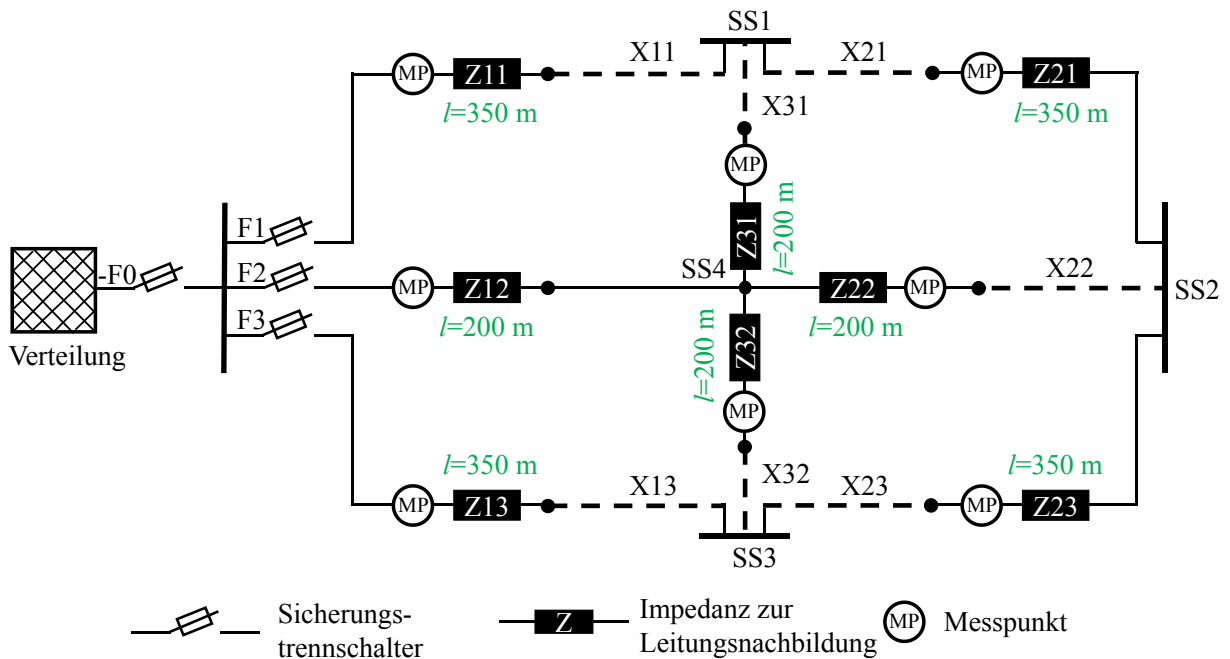 SS1
X11
X21
MP
Z11
MP
Z21
l=350 m
X31
l=350 m
MP
Z31
l=200 m
F1
-F0
F2
MP
Z12
SS4
Z22
MP
X22
SS2
F3
l=200 m
l=200 m
Verteilung
Z32
l=200 m
MP
l=350 m
l=350 m
X13
X32
X23
MP
Z13
MP
Z23
SS3
Sicherungs-
trennschalter
Z
Impedanz zur
Leitungsnachbildung
MP
Messpunkt